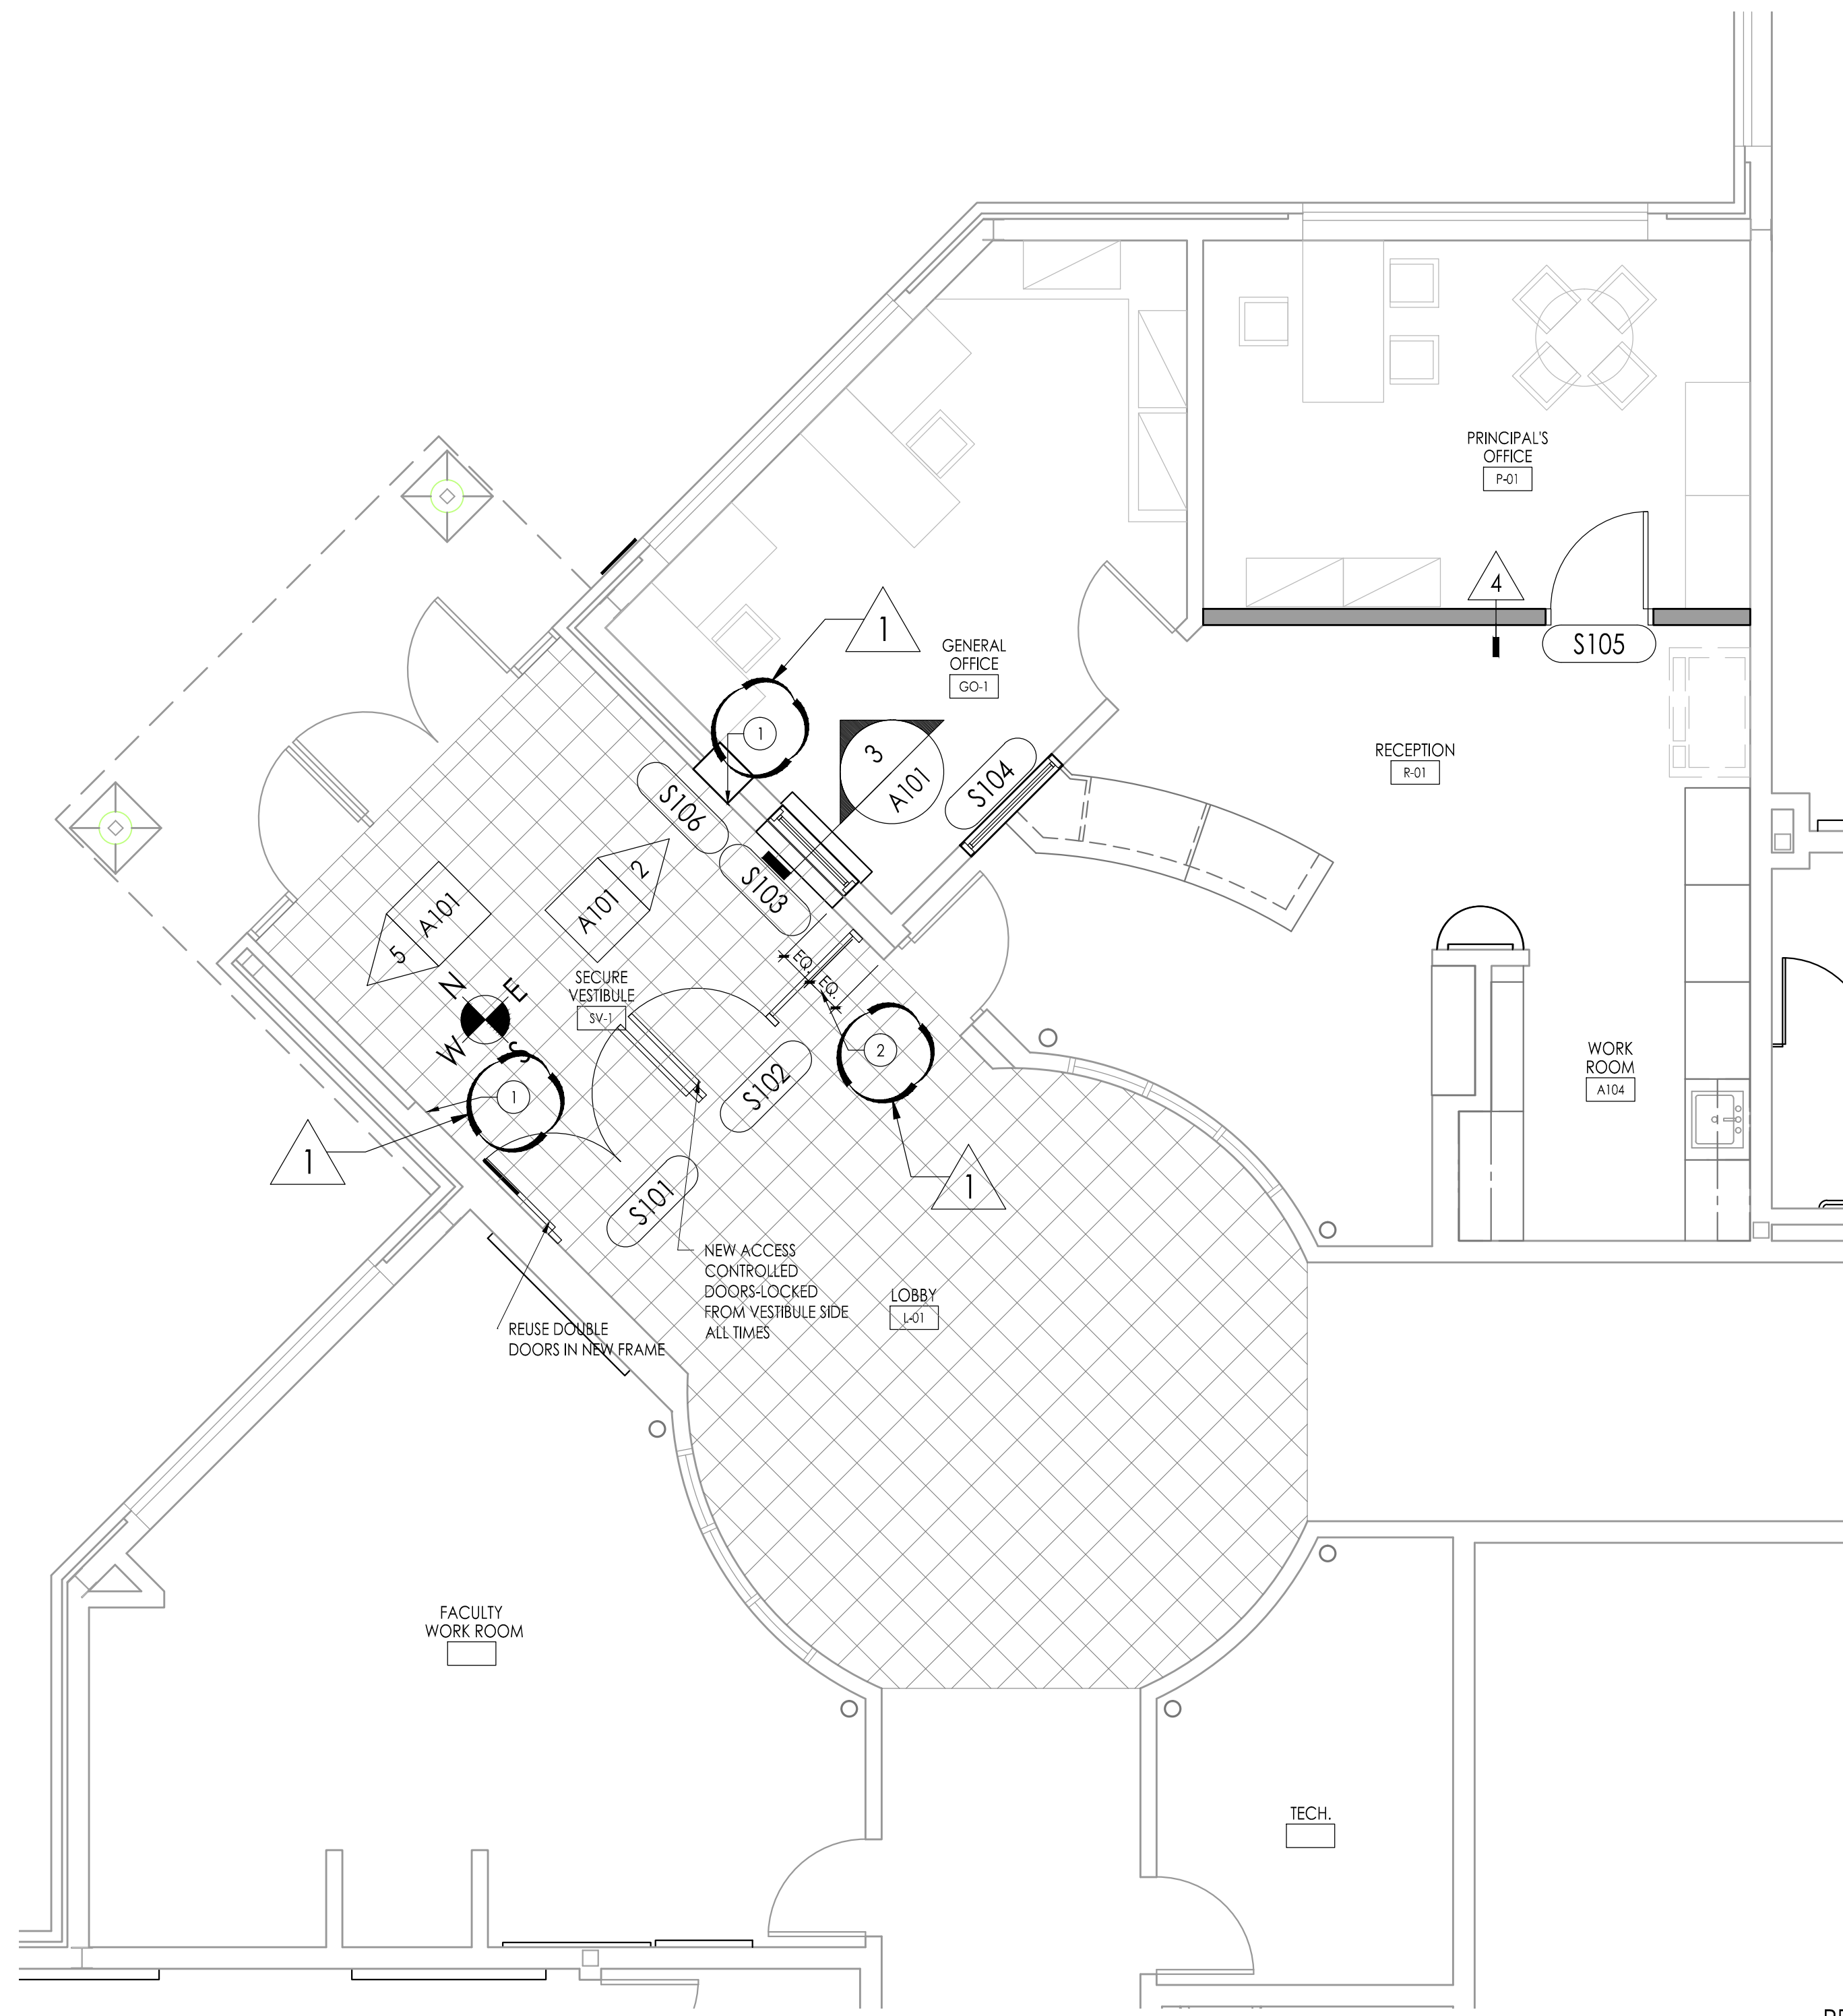 PRINCIPAL'S
OFFICE
P-01
4
S105
1
GENERAL
OFFICE
GO-1
1
3
A101
S104
S106
S103
RECEPTION
R-01
A101
5
A101
2
EQ.
EQ.
N
E
W
S
SECURE
VESTIBULE
SV-1
2
S102
WORK
ROOM
A104
1
1
1
S101
NEW ACCESS
CONTROLLED
DOORS-LOCKED
FROM VESTIBULE SIDE
ALL TIMES
LOBBY
L-01
REUSE DOUBLE
DOORS IN NEW FRAME
FACULTY
WORK ROOM
TECH.